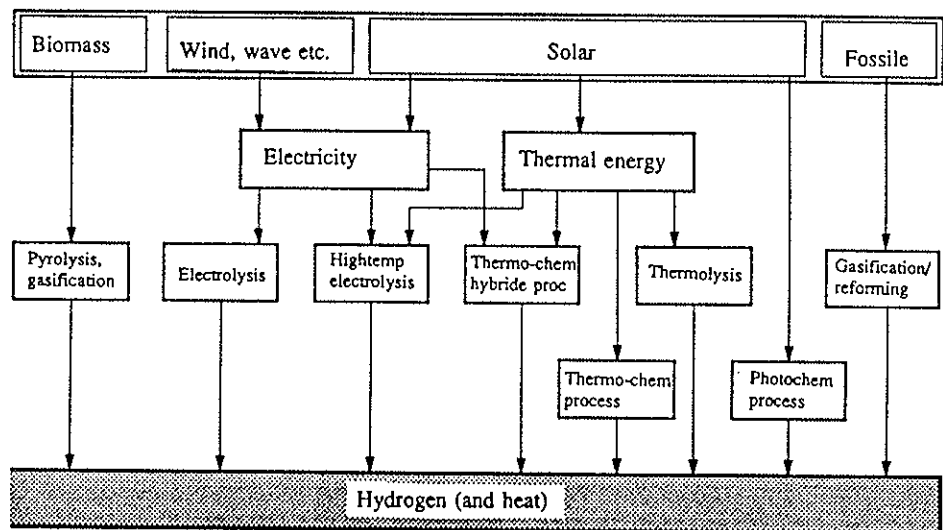 Biomass
Wind, wave etc.
Solar
Fossile
Electricity
Thermal energy
Pyrolysis,
gasification
Electrolysis
Hightemp
electrolysis
Thermo-chem
hybride proc
Thermolysis
Gasification/
reforming
Thermo-chem
process
Photochem
process
Hydrogen (and heat)